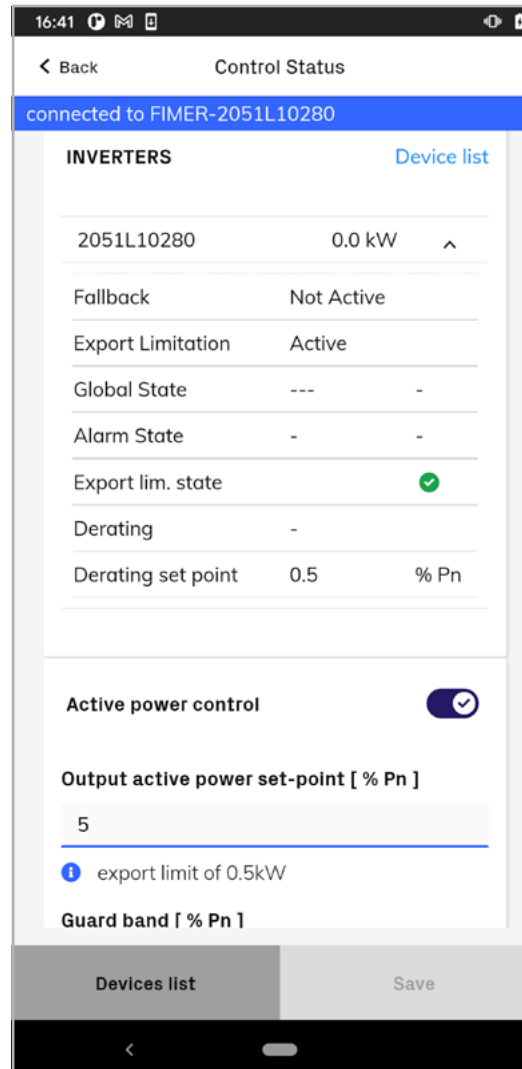 16:41
Back Control Status
connected to FIMER-2051L10280
INVERTERS Device list
2051L10280 0.0 kW
Fallback Not Active
Export Limitation Active
Global State --- -
Alarm State - -
Export lim. state
Derating -
Derating set point 0.5 % Pn
Active power control
Output active power set-point [ % Pn ]
5
export limit of 0.5kW
Guard band [ % Pn ]
Devices list Save